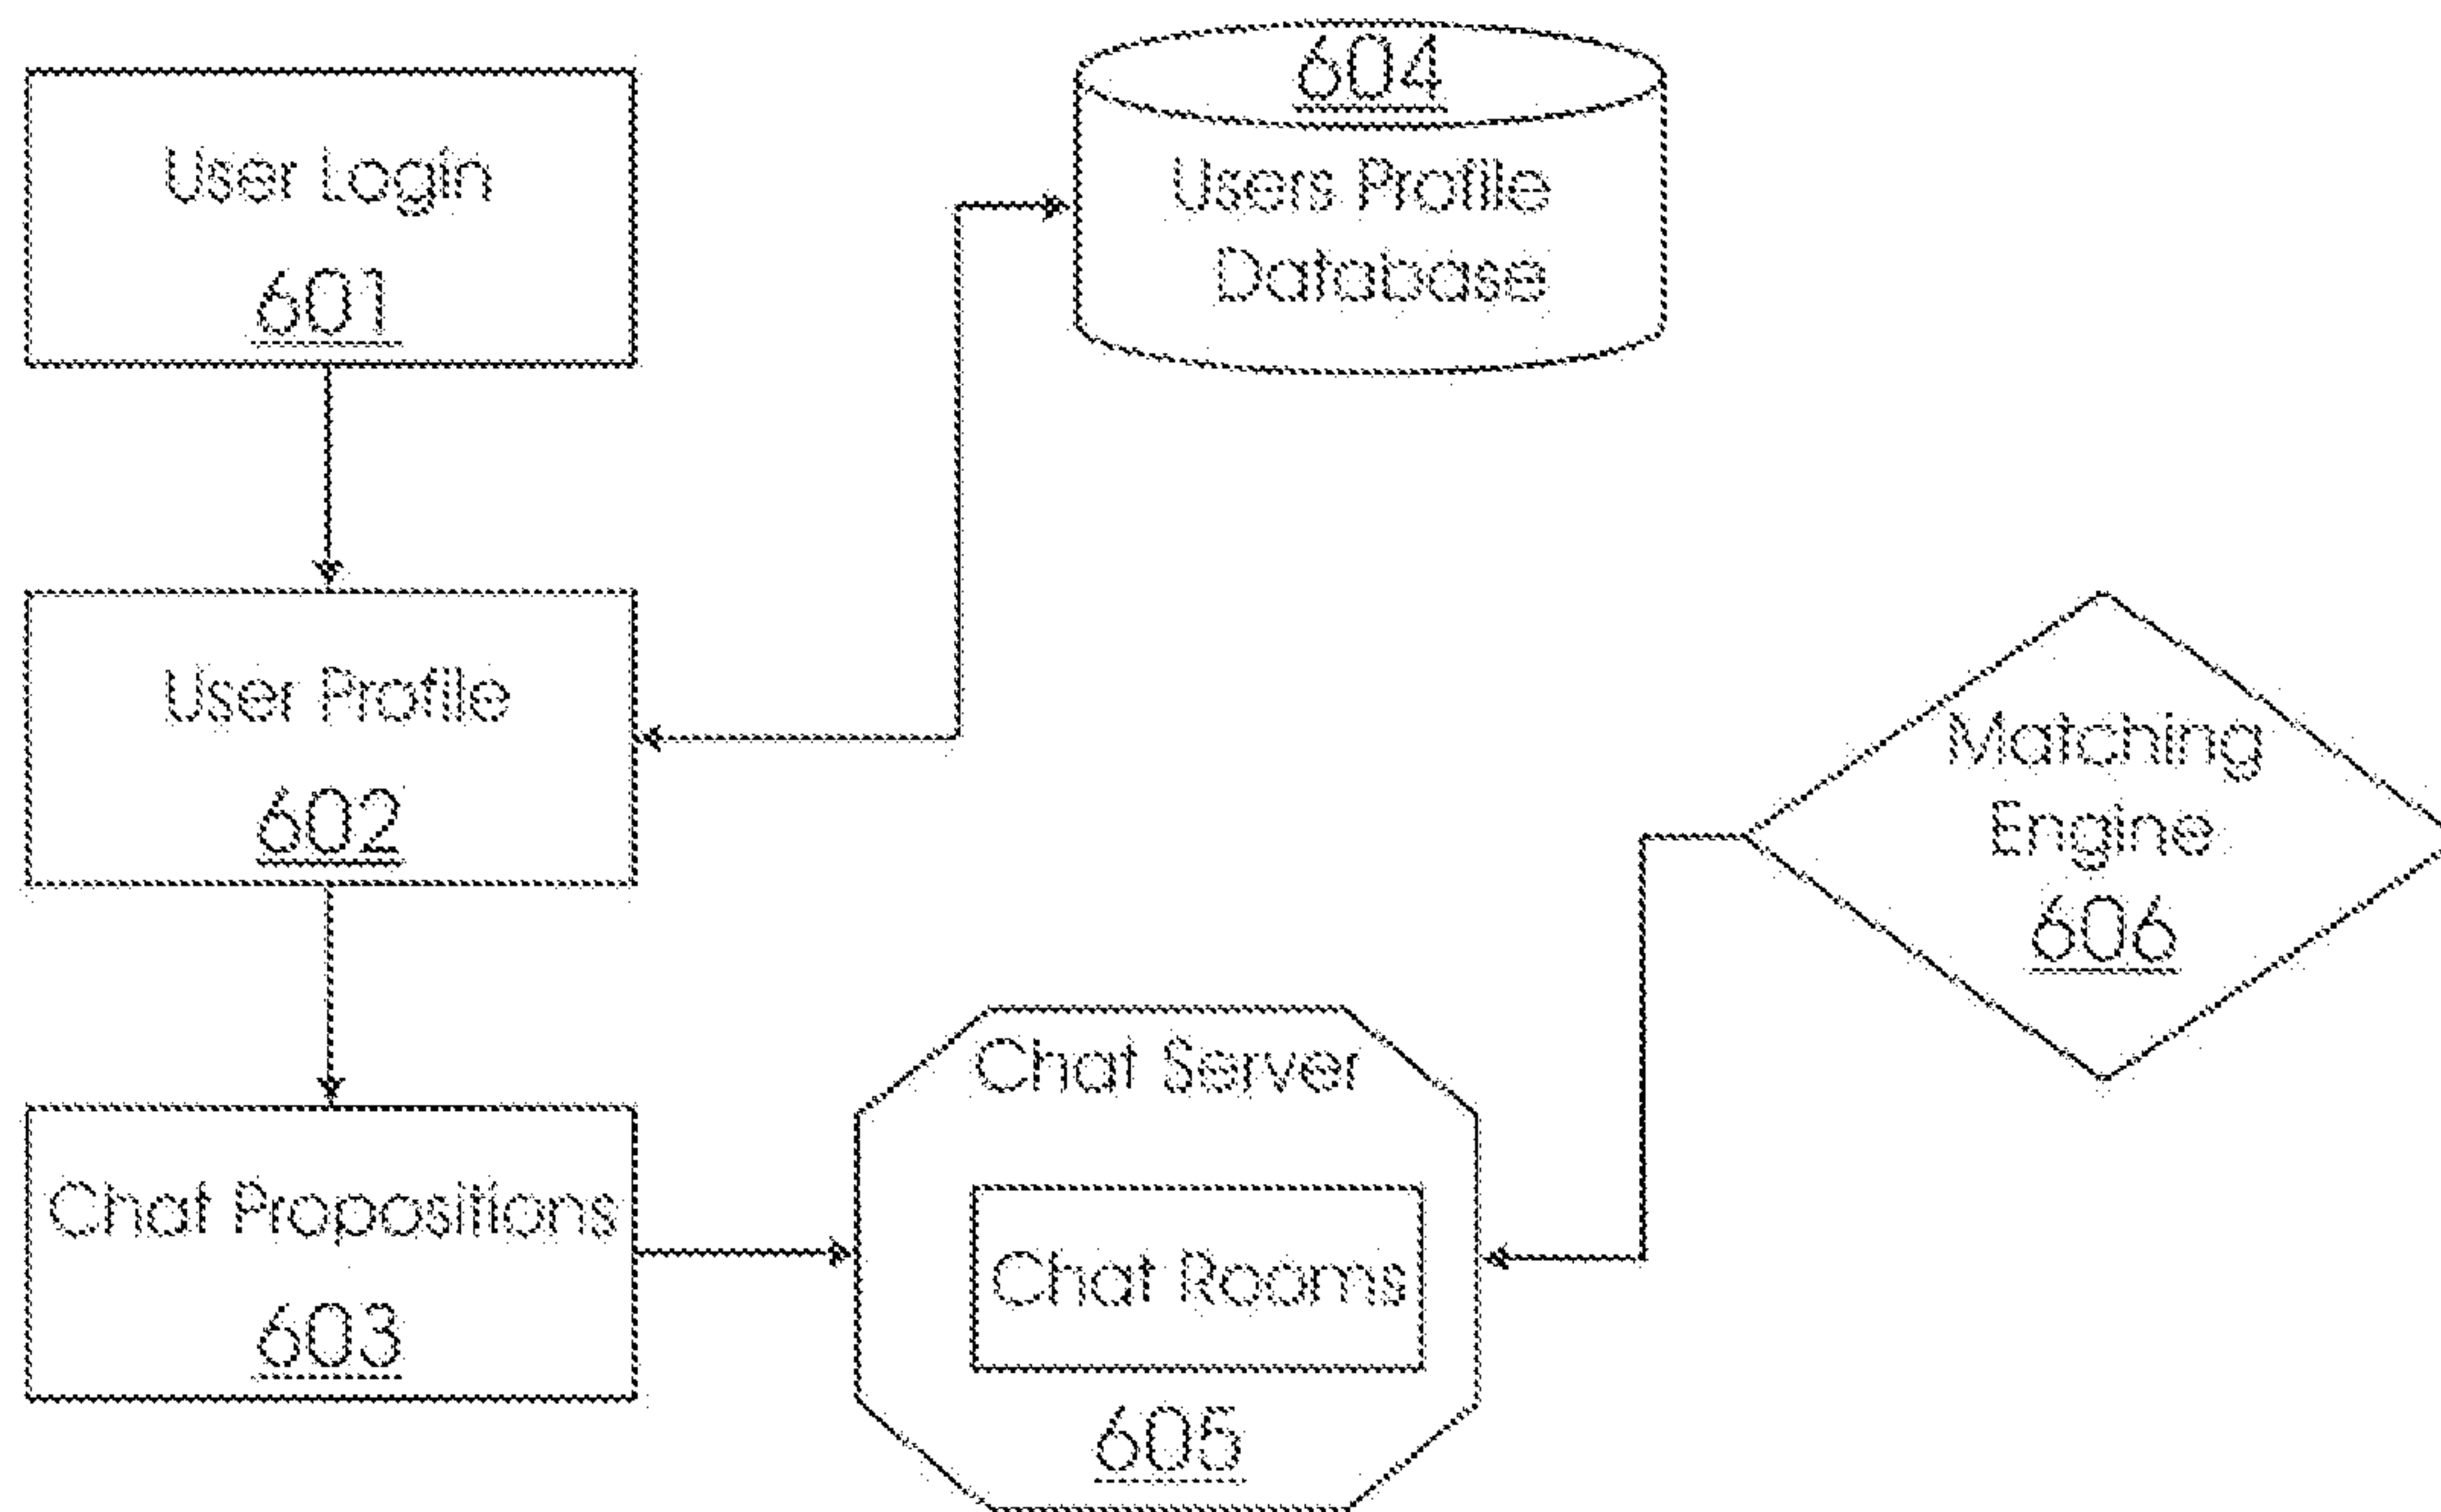 User Login
601
604
Users Profile
Database
User Profile
602
Matching
Engine
606
Chat Propositions
603
Chat Server
Chat Rooms
605